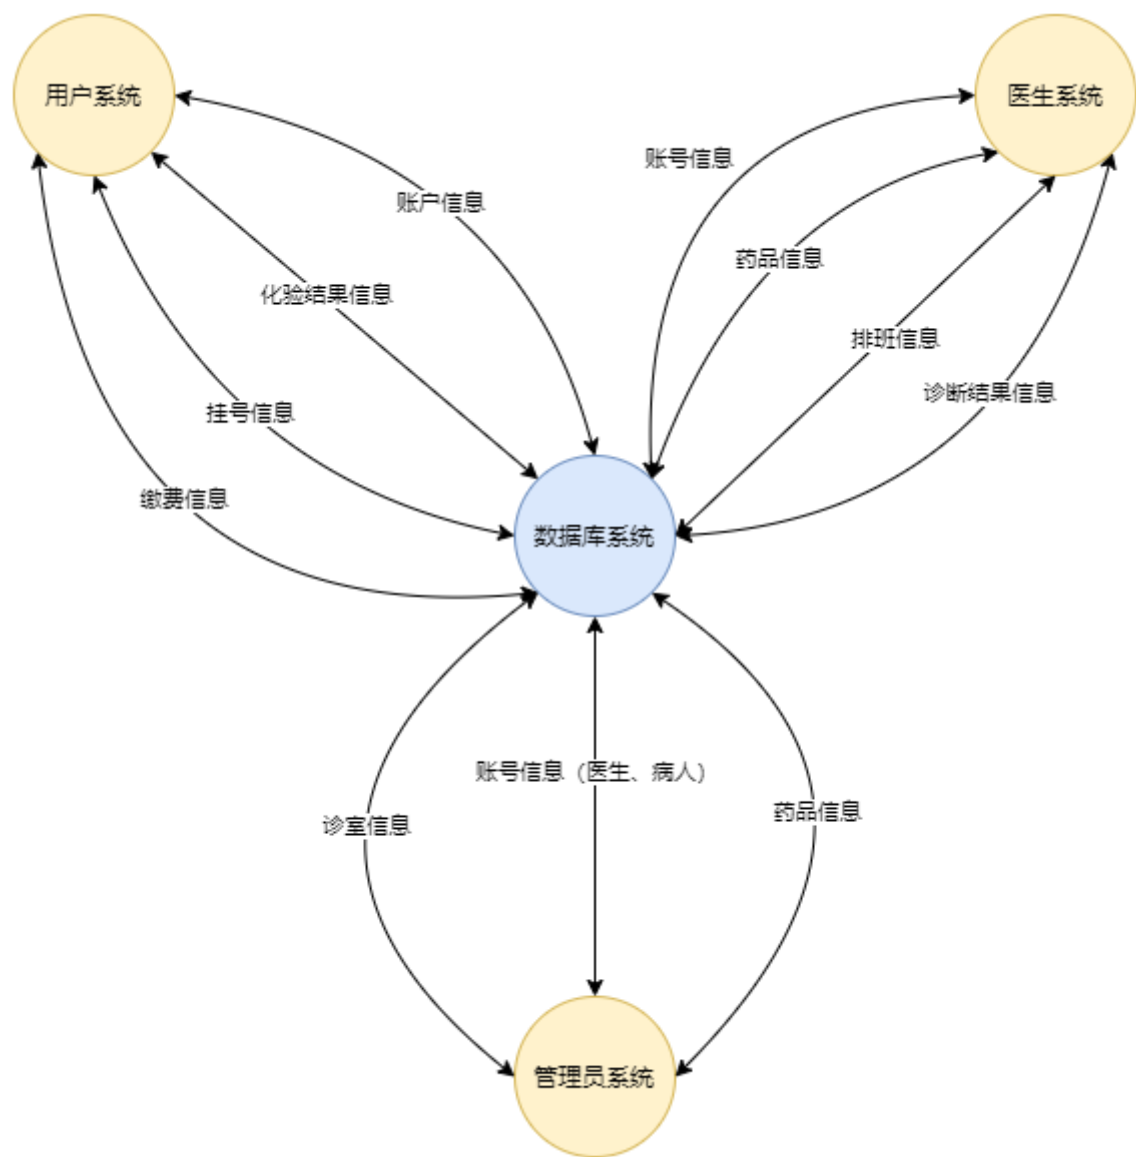 用户系统
医生系统
账号信息
账户信息
药品信息
化验结果信息
排班信息
诊断结果信息
挂号信息
缴费信息
数据库系统
账号信息（医生、病人）
药品信息
诊室信息
管理员系统